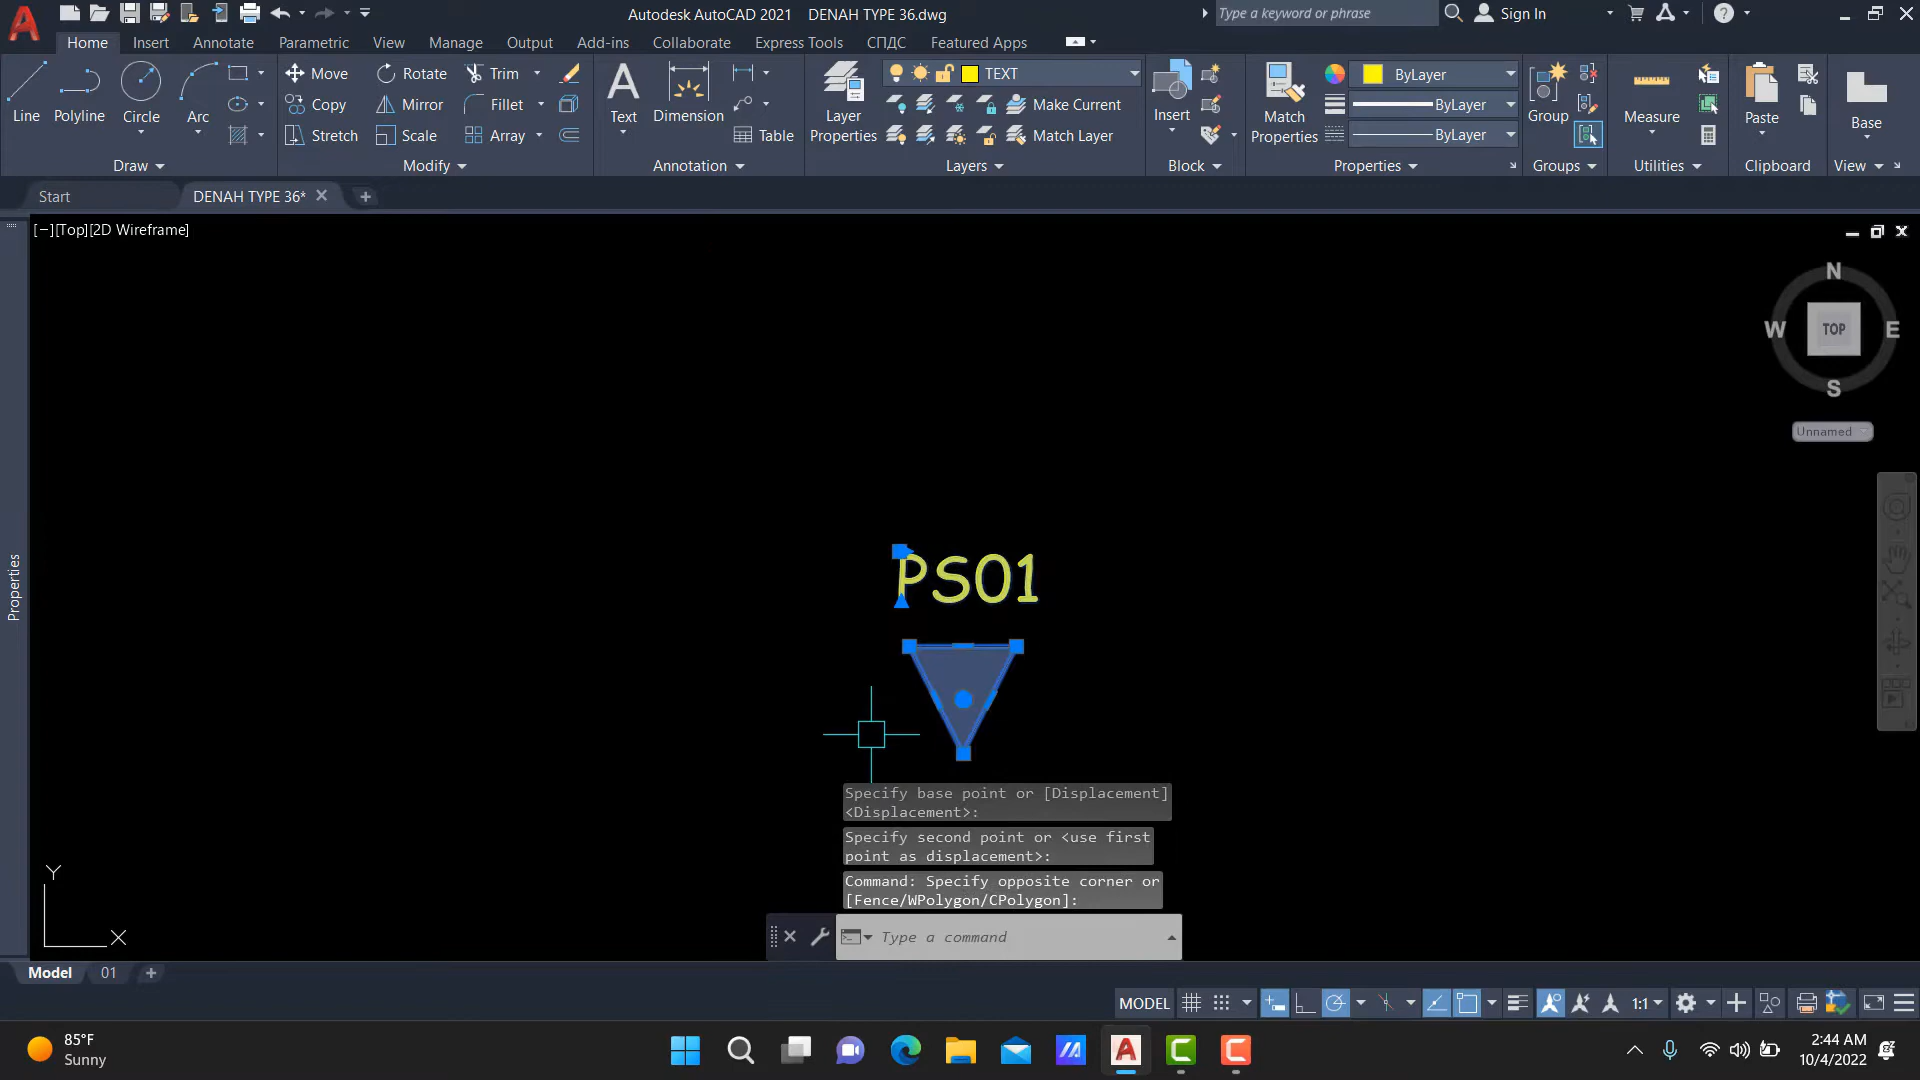 Autodesk AutoCAD 2021 DENAH TYPE 36.dwg
Type a keyword or phrase
Sign In
Home Insert Annotate Parametric View Manage Output Add-ins Collaborate Express Tools СПДС Featured Apps
Line Polyline Circle Arc
Move Rotate Trim
Copy Mirror Fillet
Stretch Scale Array
Text Dimension Table
Layer Properties
TEXT
Make Current
Match Layer
Insert
Match Properties
ByLayer
ByLayer
ByLayer
Group
Measure
Paste
Base
Draw Modify Annotation Layers Block Properties Groups Utilities Clipboard View
Start DENAH TYPE 36*
[−][Top][2D Wireframe]
N
W TOP E
S
Unnamed
Properties
PS01
Specify base point or [Displacement]
<Displacement>:
Specify second point or <use first
point as displacement>:
Command: Specify opposite corner or
[Fence/WPolygon/CPolygon]:
Type a command
Y
X
Model 01
MODEL 1:1
85°F
Sunny
2:44 AM
10/4/2022